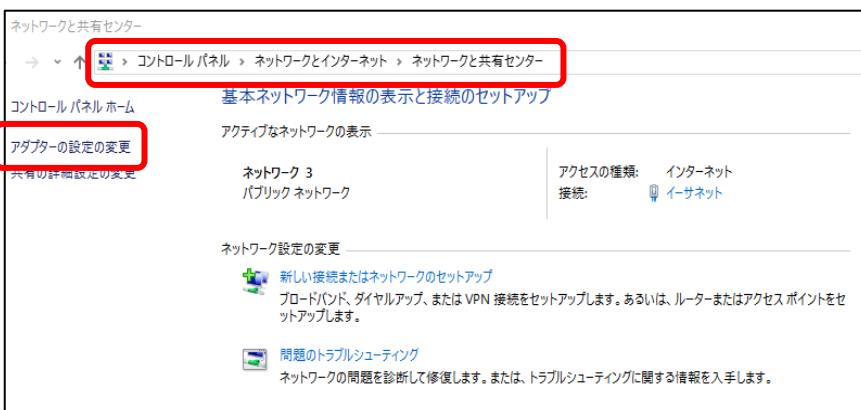 ネットワークと共有センター
コントロール パネル › ネットワークとインターネット › ネットワークと共有センター
コントロール パネル ホーム
アダプターの設定の変更
共有の詳細設定の変更
基本ネットワーク情報の表示と接続のセットアップ
アクティブなネットワークの表示
ネットワーク 3
パブリック ネットワーク
アクセスの種類: インターネット
接続: イーサネット
ネットワーク設定の変更
新しい接続またはネットワークのセットアップ
ブロードバンド、ダイヤルアップ、または VPN 接続をセットアップします。あるいは、ルーターまたはアクセス ポイントをセ
ットアップします。
問題のトラブルシューティング
ネットワークの問題を診断して修復します。または、トラブルシューティングに関する情報を入手します。